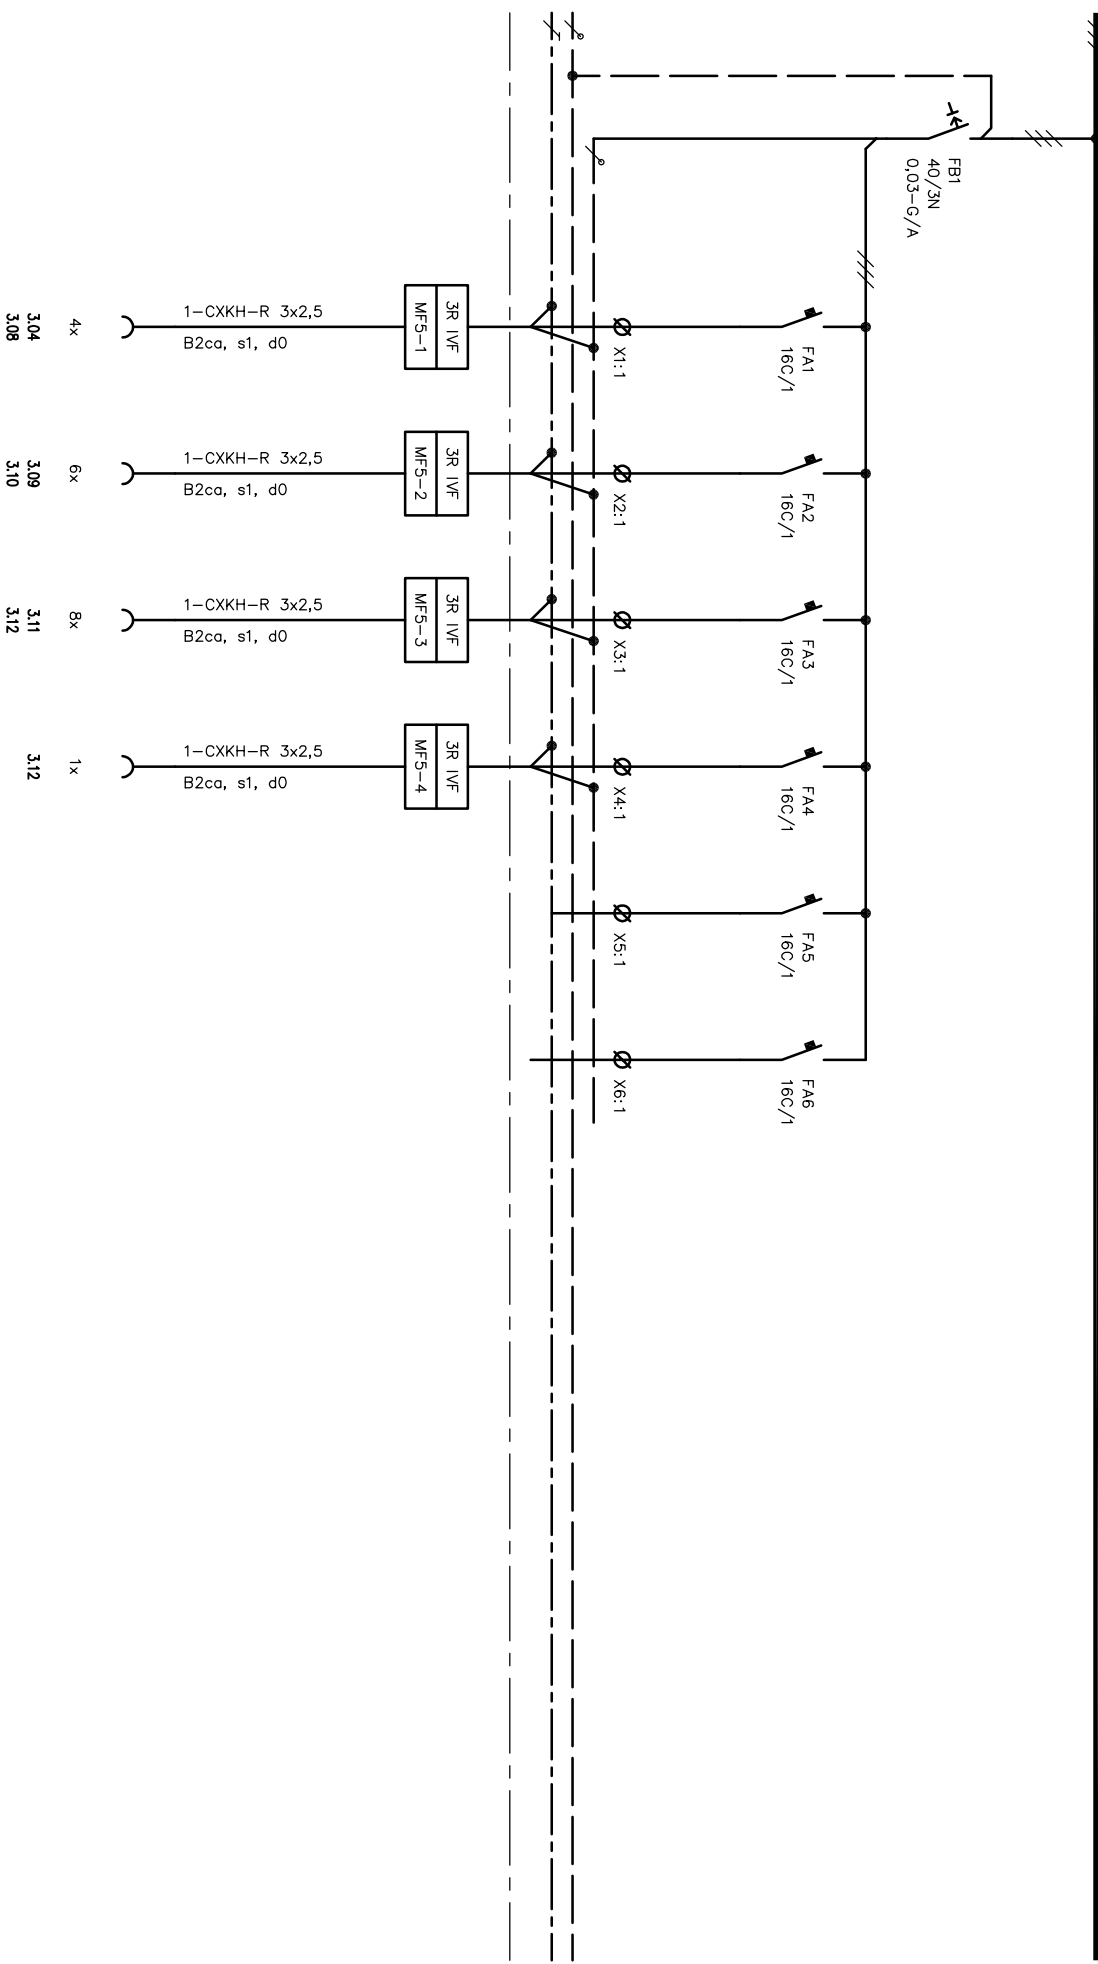 FB1
40/3N
0,03-G/A
FA1
16C/1
FA2
16C/1
FA3
16C/1
FA4
16C/1
FA5
16C/1
FA6
16C/1
X1:1
X2:1
X3:1
X4:1
X5:1
X6:1
3R IVF
MF5-1
3R IVF
MF5-2
3R IVF
MF5-3
3R IVF
MF5-4
1-CXKH-R 3x2,5
B2ca, s1, d0
1-CXKH-R 3x2,5
B2ca, s1, d0
1-CXKH-R 3x2,5
B2ca, s1, d0
1-CXKH-R 3x2,5
B2ca, s1, d0
4x
6x
8x
1x
3.04
3.08
3.09
3.10
3.11
3.12
3.12